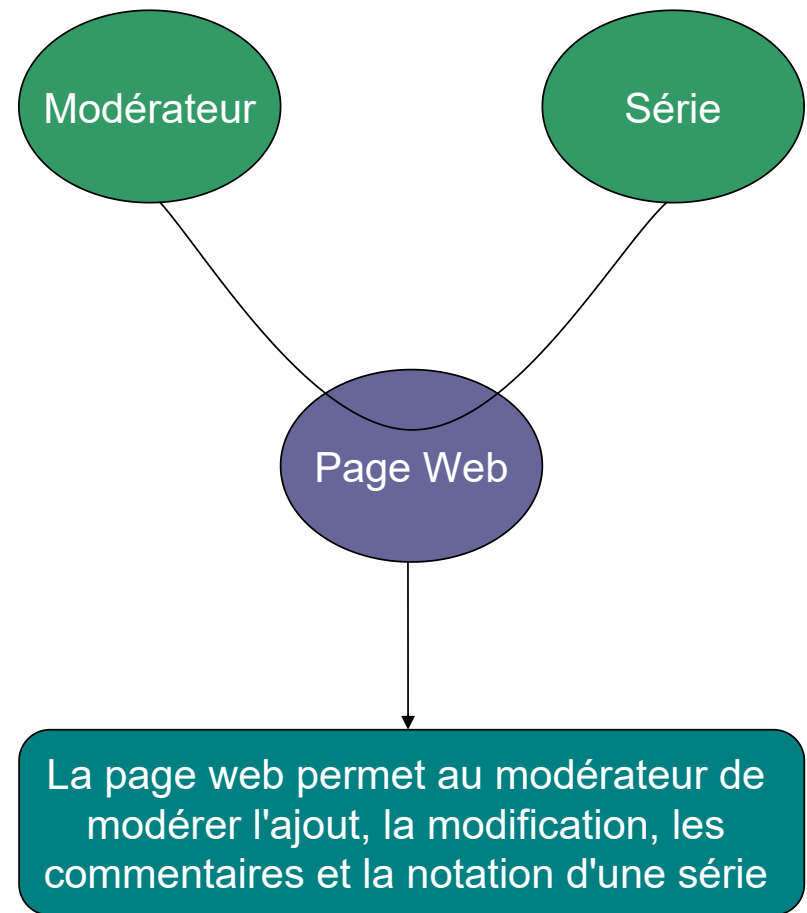 Modérateur
Série
Page Web
La page web permet au modérateur de
modérer l'ajout, la modification, les
commentaires et la notation d'une série